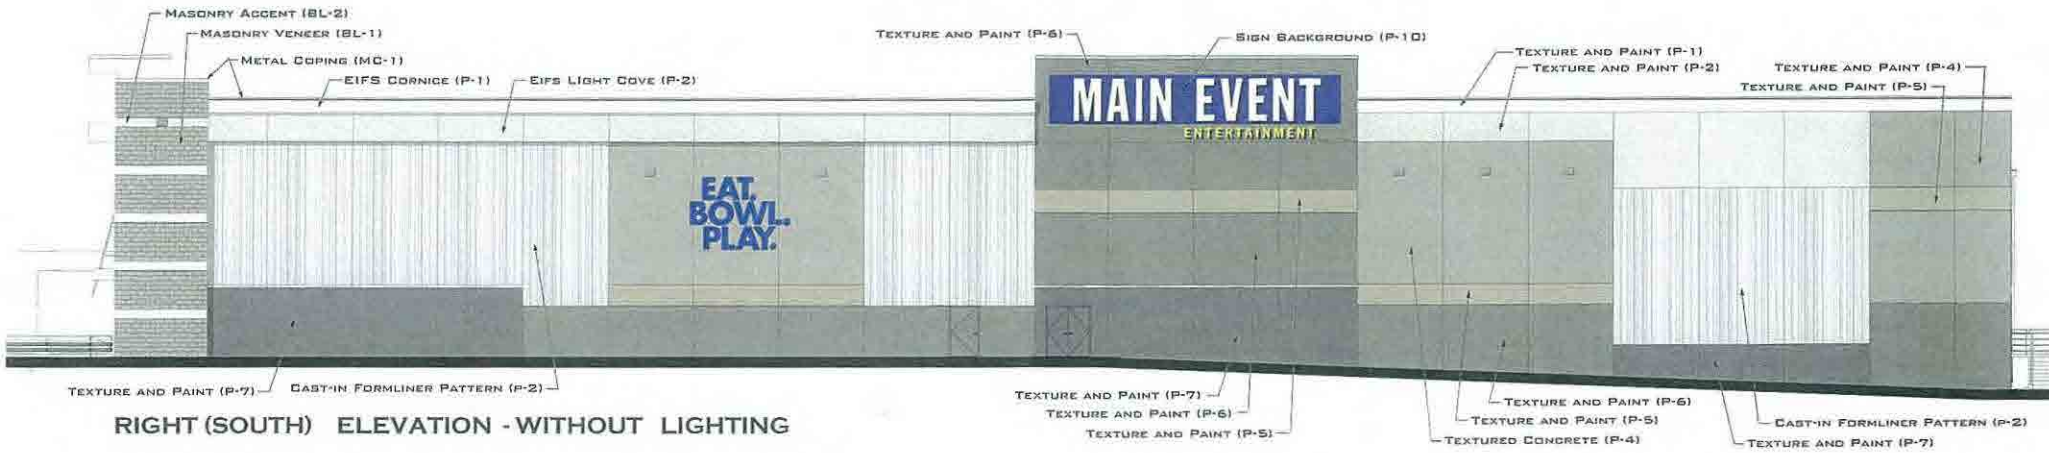 MASONRY ACCENT (BL-2)
MASONRY VENEER (BL-1)
METAL COPING (MC-1)
EIFS CORNICE (P-1)
EIFS LIGHT COVE (P-2)
TEXTURE AND PAINT (P-6)
SIGN BACKGROUND (P-10)
TEXTURE AND PAINT (P-1)
TEXTURE AND PAINT (P-2)
TEXTURE AND PAINT (P-4)
TEXTURE AND PAINT (P-5)
MAIN EVENT
ENTERTAINMENT
EAT.
BOWL.
PLAY.
TEXTURE AND PAINT (P-7)
CAST-IN FORMLINER PATTERN (P-2)
TEXTURE AND PAINT (P-7)
TEXTURE AND PAINT (P-6)
TEXTURE AND PAINT (P-5)
TEXTURE AND PAINT (P-6)
TEXTURE AND PAINT (P-5)
TEXTURED CONCRETE (P-4)
CAST-IN FORMLINER PATTERN (P-2)
TEXTURE AND PAINT (P-7)
RIGHT (SOUTH) ELEVATION - WITHOUT LIGHTING